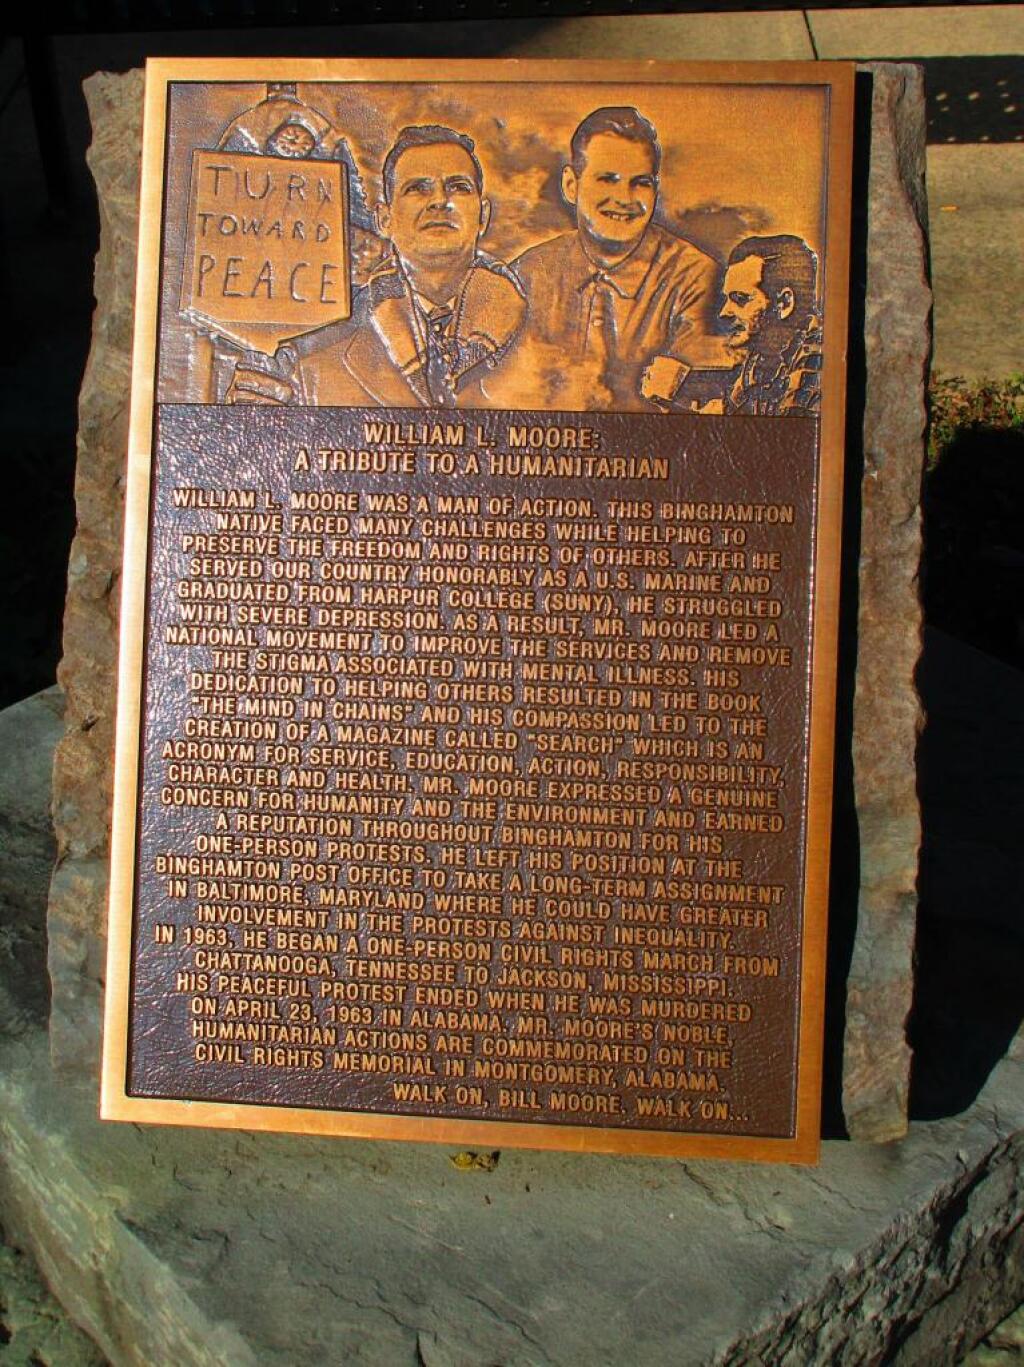 TURN
TOWARD
PEACE
WILLIAM L. MOORE:
A TRIBUTE TO A HUMANITARIAN
WILLIAM L. MOORE WAS A MAN OF ACTION. THIS BINGHAMTON
NATIVE FACED MANY CHALLENGES WHILE HELPING TO
PRESERVE THE FREEDOM AND RIGHTS OF OTHERS. AFTER HE
SERVED OUR COUNTRY HONORABLY AS A U.S. MARINE AND
GRADUATED FROM HARPUR COLLEGE (SUNY), HE STRUGGLED
WITH SEVERE DEPRESSION. AS A RESULT, MR. MOORE LED A
NATIONAL MOVEMENT TO IMPROVE THE SERVICES AND REMOVE
THE STIGMA ASSOCIATED WITH MENTAL ILLNESS. HIS
DEDICATION TO HELPING OTHERS RESULTED IN THE BOOK
"THE MIND IN CHAINS" AND HIS COMPASSION LED TO THE
CREATION OF A MAGAZINE CALLED "SEARCH" WHICH IS AN
ACRONYM FOR SERVICE, EDUCATION, ACTION, RESPONSIBILITY,
CHARACTER AND HEALTH. MR. MOORE EXPRESSED A GENUINE
CONCERN FOR HUMANITY AND THE ENVIRONMENT AND EARNED
A REPUTATION THROUGHOUT BINGHAMTON FOR HIS
ONE-PERSON PROTESTS. HE LEFT HIS POSITION AT THE
BINGHAMTON POST OFFICE TO TAKE A LONG-TERM ASSIGNMENT
IN BALTIMORE, MARYLAND WHERE HE COULD HAVE GREATER
INVOLVEMENT IN THE PROTESTS AGAINST INEQUALITY.
IN 1963, HE BEGAN A ONE-PERSON CIVIL RIGHTS MARCH FROM
CHATTANOOGA, TENNESSEE TO JACKSON, MISSISSIPPI.
HIS PEACEFUL PROTEST ENDED WHEN HE WAS MURDERED
ON APRIL 23, 1963 IN ALABAMA. MR. MOORE'S NOBLE,
HUMANITARIAN ACTIONS ARE COMMEMORATED ON THE
CIVIL RIGHTS MEMORIAL IN MONTGOMERY, ALABAMA.
WALK ON, BILL MOORE. WALK ON...